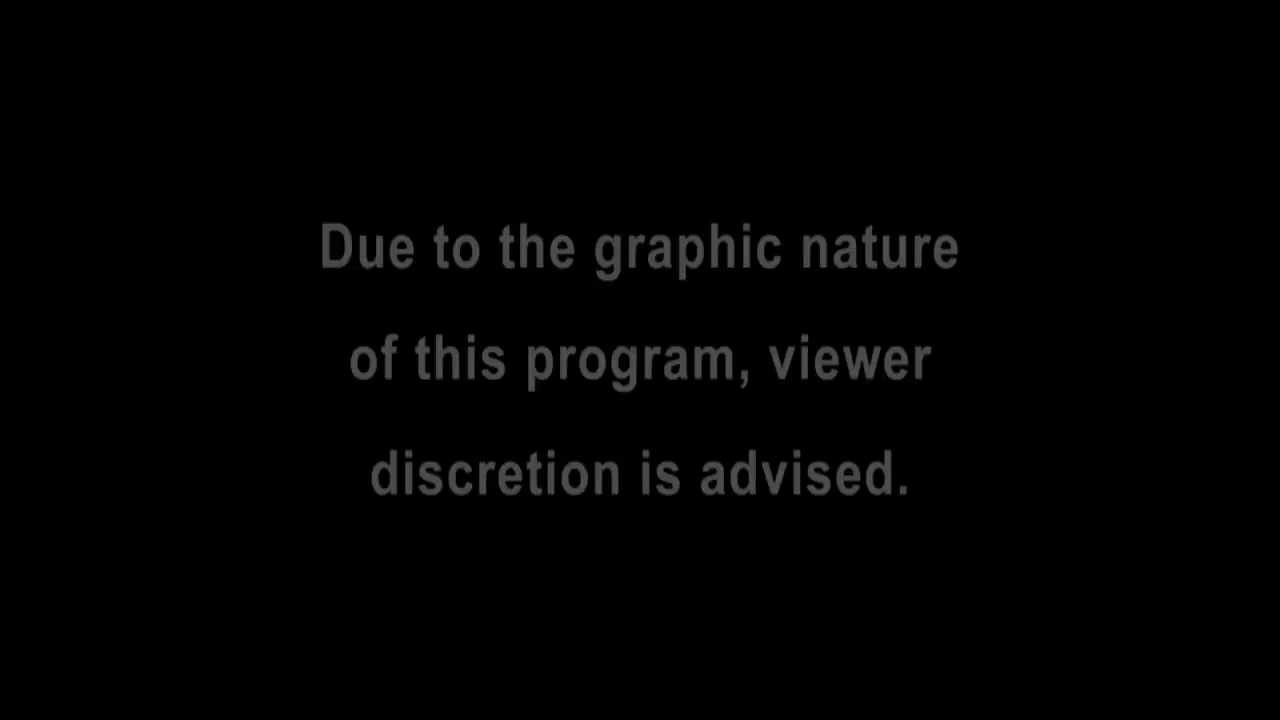 Due to the graphic nature
of this program, viewer
discretion is advised.